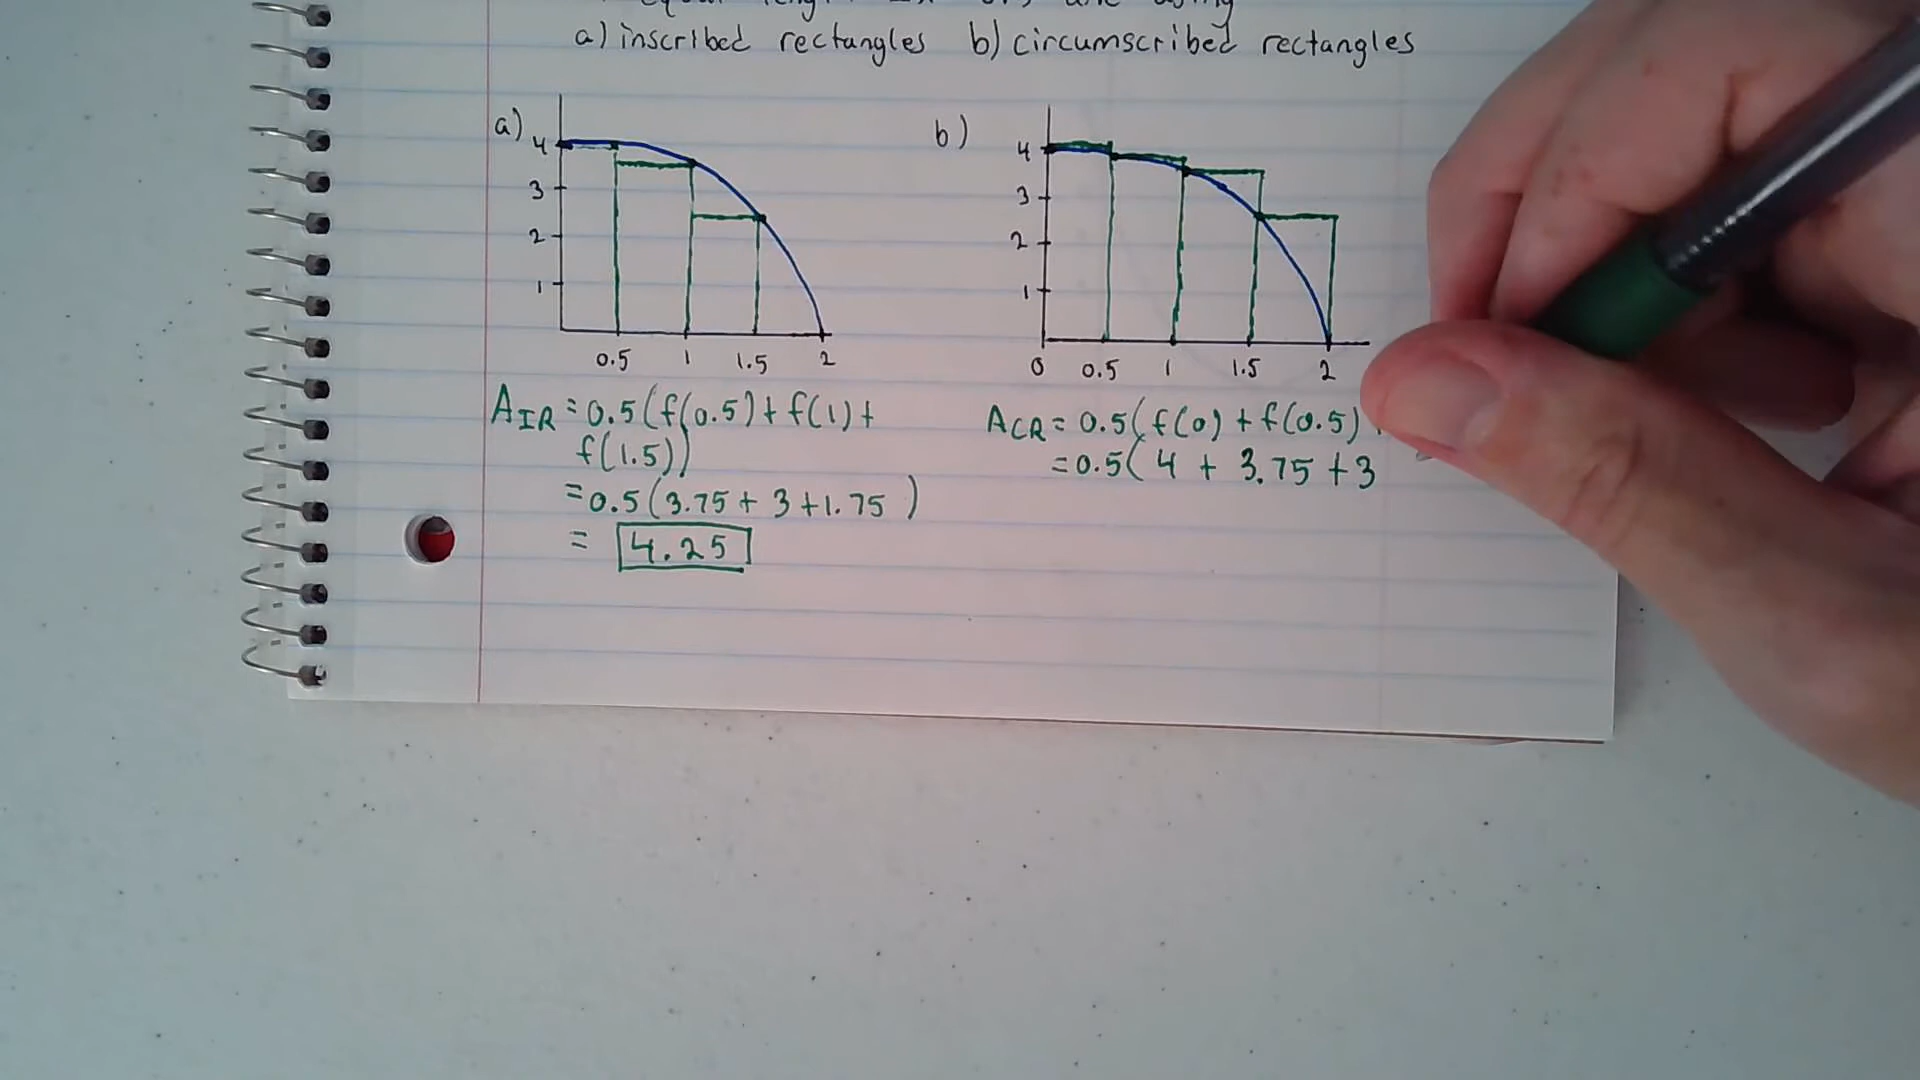 a) inscribed rectangles b) circumscribed rectangles
a)
4
3
2
1
0.5 1 1.5 2
b)
4
3
2
1
0 0.5 1 1.5 2
A_IR = 0.5(f(0.5) + f(1) +
f(1.5))
= 0.5(3.75 + 3 + 1.75 )
= 4.25
A_CR = 0.5(f(0) + f(0.5)
= 0.5( 4 + 3.75 + 3